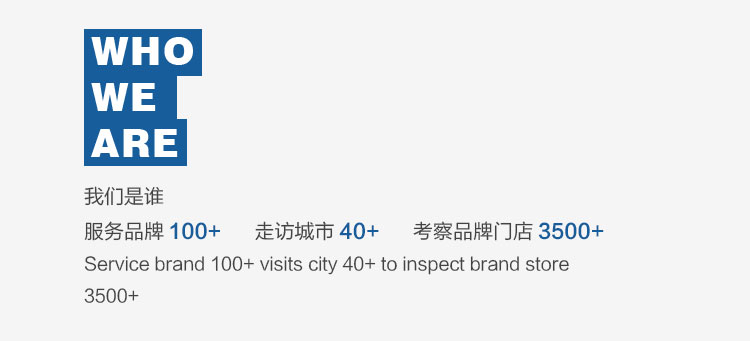 WHO
WE
ARE
我们是谁
服务品牌 100+ 走访城市 40+ 考察品牌门店 3500+
Service brand 100+ visits city 40+ to inspect brand store
3500+